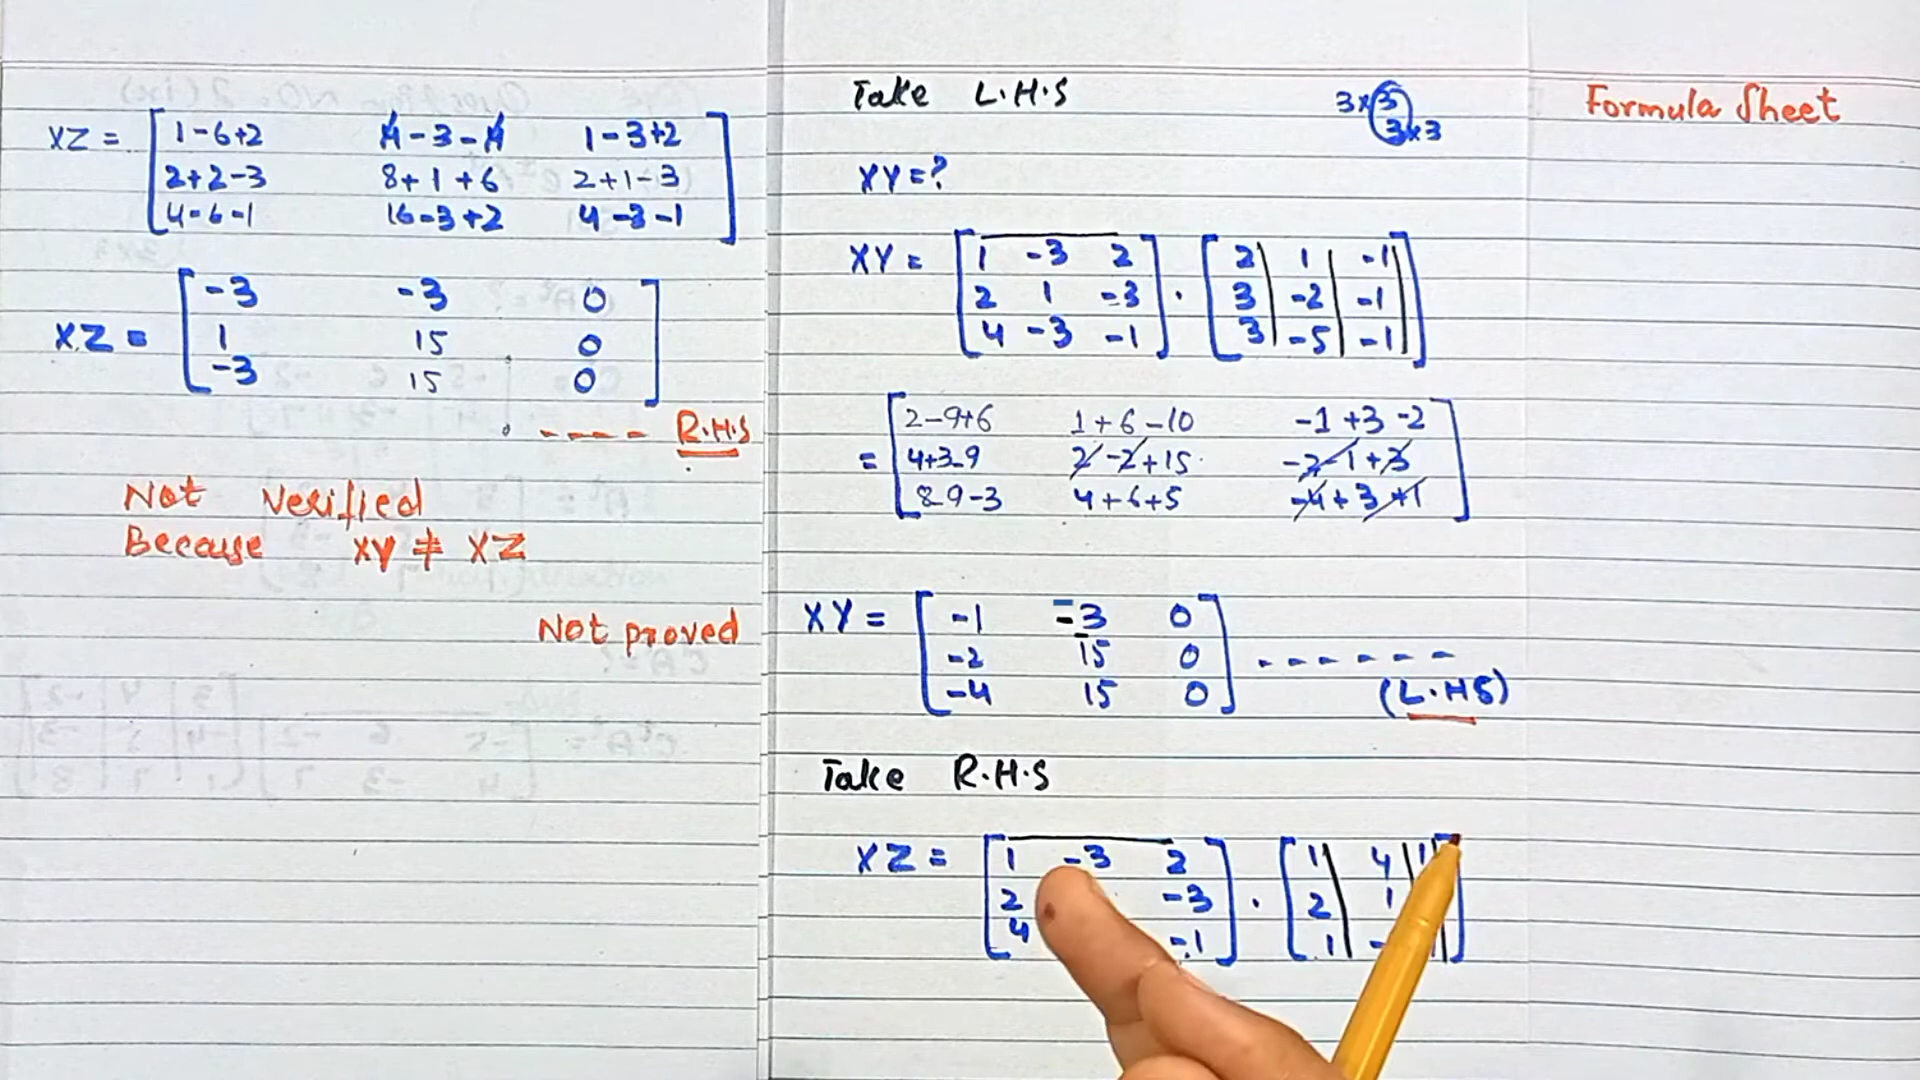 XZ = [1-6+2 4-3-4 1-3+2
2+2-3 8+1+6 2+1-3
4-6-1 16-3+2 4-3-1]
XZ = [-3 -3 0
1 15 0
-3 15 0]
---- R.H.S
Not Verified
Because XY ≠ XZ
Not proved
Take L.H.S
3×3
3×3
XY=?
XY = [1 -3 2
2 1 -3
4 -3 -1] . [2 1 -1
3 -2 -1
3 -5 -1]
= [2-9+6 1+6-10 -1+3-2
4+3-9 2-2+15 -2-1+3
8-9-3 4+6+5 -4+3+1]
XY = [-1 -3 0
-2 15 0
-4 15 0] ------
(L.H.S)
Take R.H.S
XZ = [1 -3 2
2 -3
4 -1] . [1 4 1
2 1
1 -]
Formula Sheet